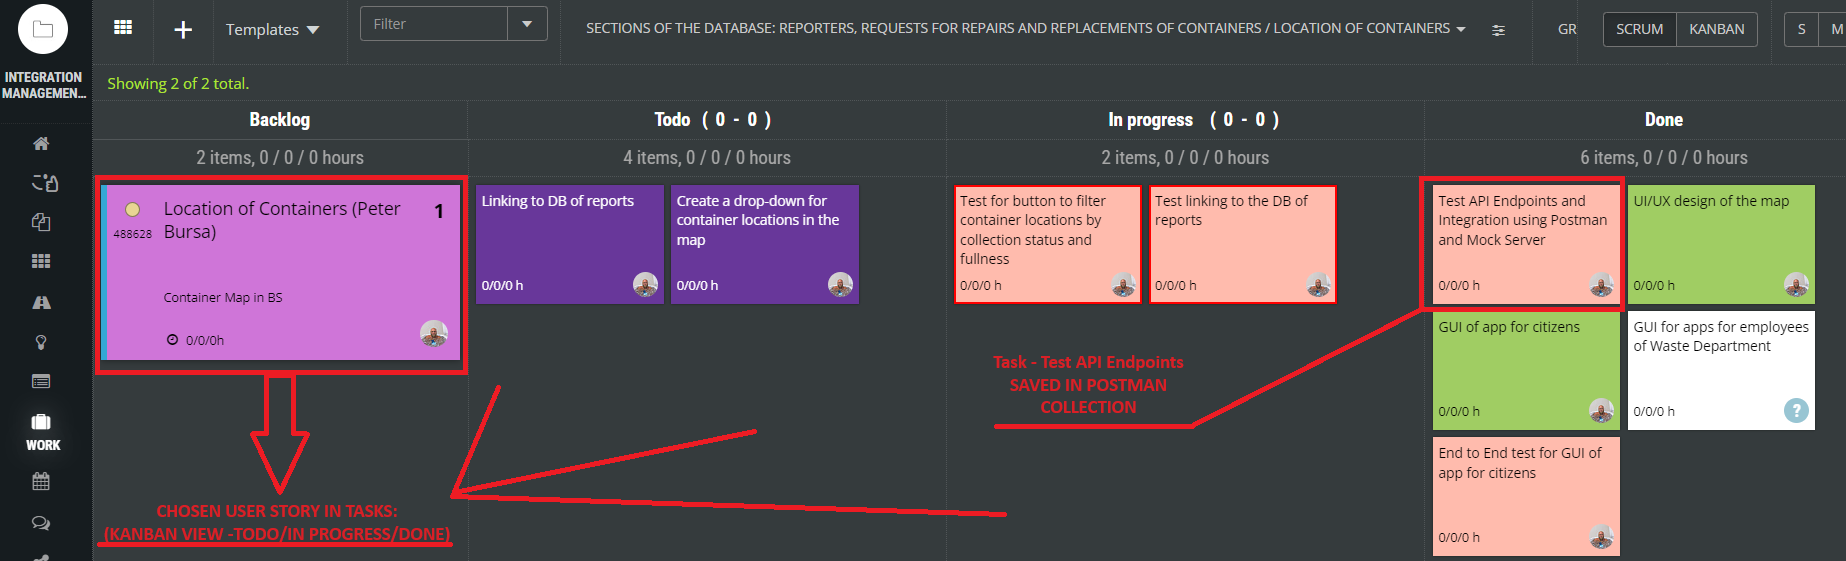 INTEGRATION
MANAGEMEN...
WORK
Templates
Filter
SECTIONS OF THE DATABASE: REPORTERS, REQUESTS FOR REPAIRS AND REPLACEMENTS OF CONTAINERS / LOCATION OF CONTAINERS
GR
SCRUM
KANBAN
S
M
Showing 2 of 2 total.
Backlog
2 items, 0 / 0 / 0 hours
Todo ( 0 - 0 )
4 items, 0 / 0 / 0 hours
In progress ( 0 - 0 )
2 items, 0 / 0 / 0 hours
Done
6 items, 0 / 0 / 0 hours
Location of Containers (Peter
Bursa)
1
488628
Container Map in BS
0/0/0h
Linking to DB of reports
0/0/0 h
Create a drop-down for
container locations in the
map
0/0/0 h
Test for button to filter
container locations by
collection status and
fullness
0/0/0 h
Test linking to the DB of
reports
0/0/0 h
Test API Endpoints and
Integration using Postman
and Mock Server
0/0/0 h
UI/UX design of the map
0/0/0 h
GUI of app for citizens
0/0/0 h
GUI for apps for employees
of Waste Department
0/0/0 h
?
End to End test for GUI of
app for citizens
0/0/0 h
Task - Test API Endpoints
SAVED IN POSTMAN
COLLECTION
CHOSEN USER STORY IN TASKS:
(KANBAN VIEW -TODO/IN PROGRESS/DONE)